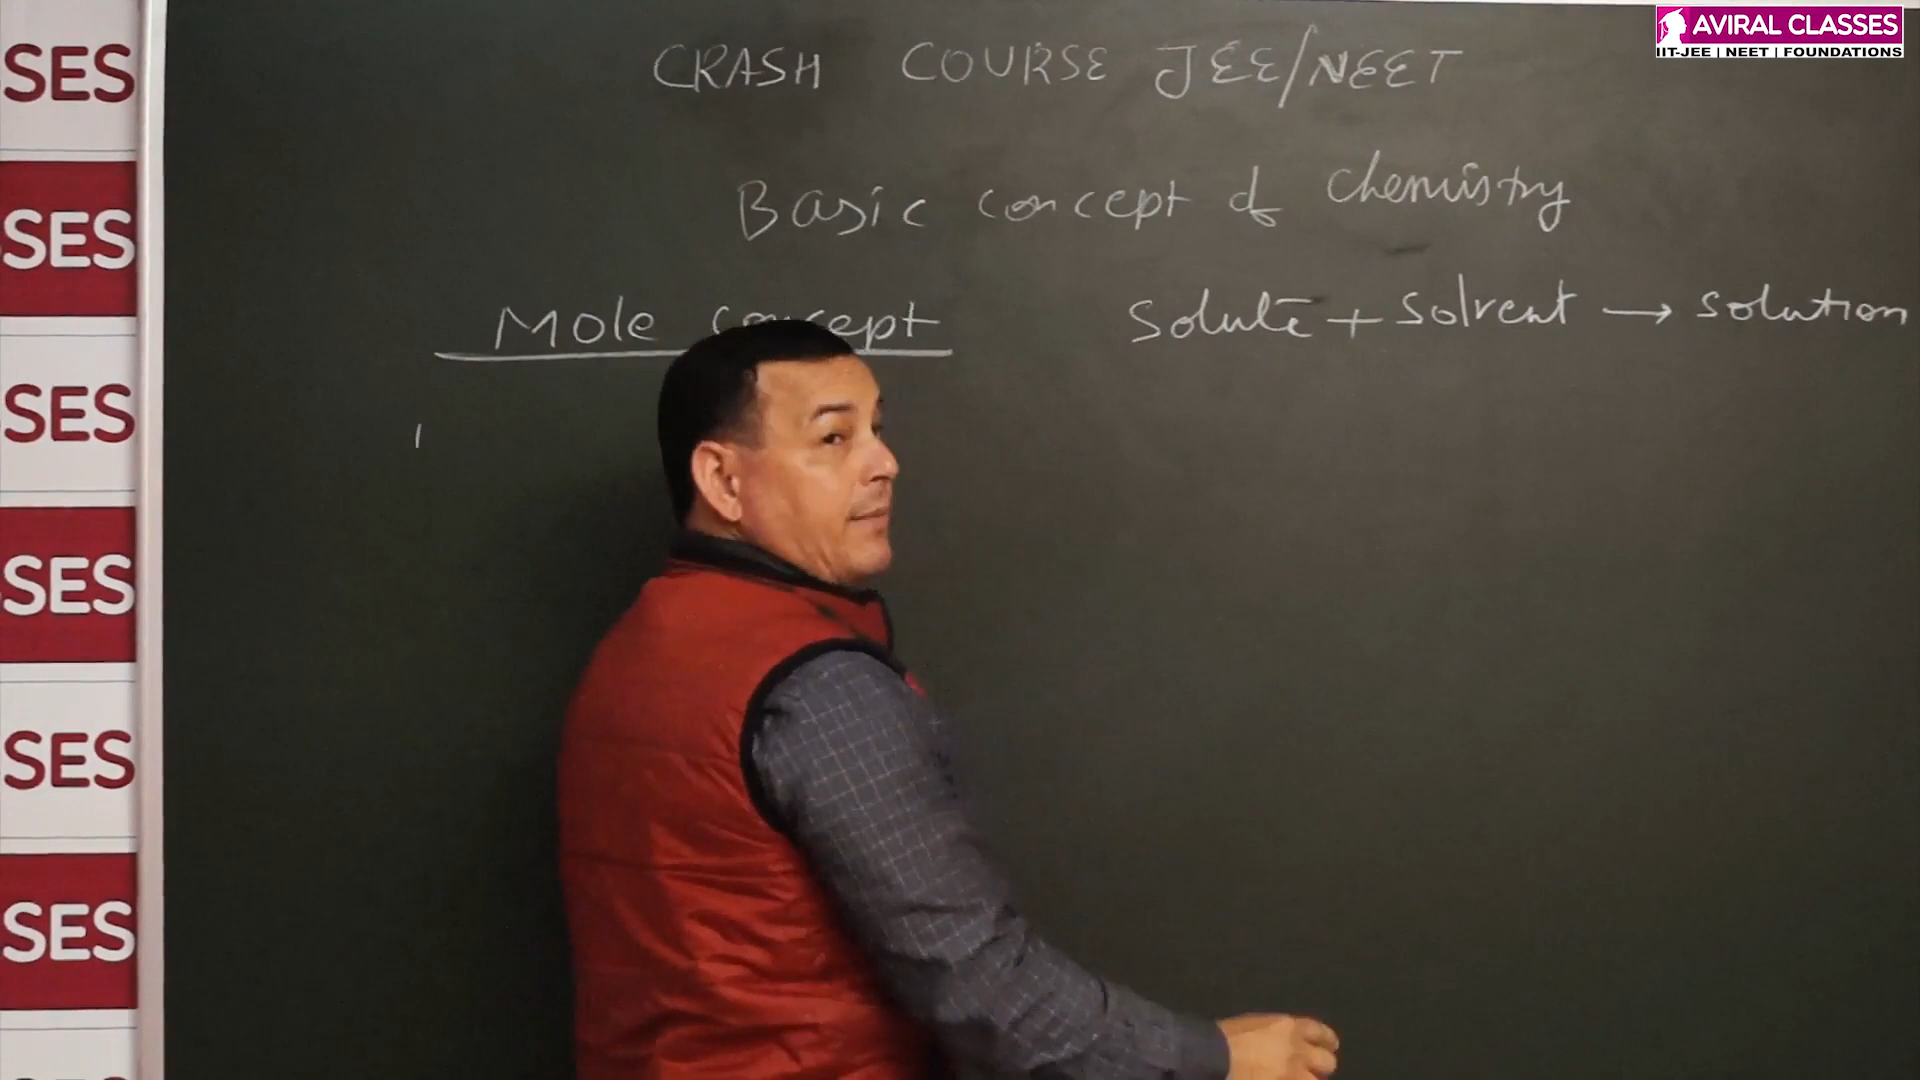 AVIRAL CLASSES
IIT-JEE | NEET | FOUNDATIONS
CRASH COURSE JEE/NEET
Basic concept of chemistry
Mole concept
Solute + Solvent → Solution
SES
SES
SES
SES
SES
SES